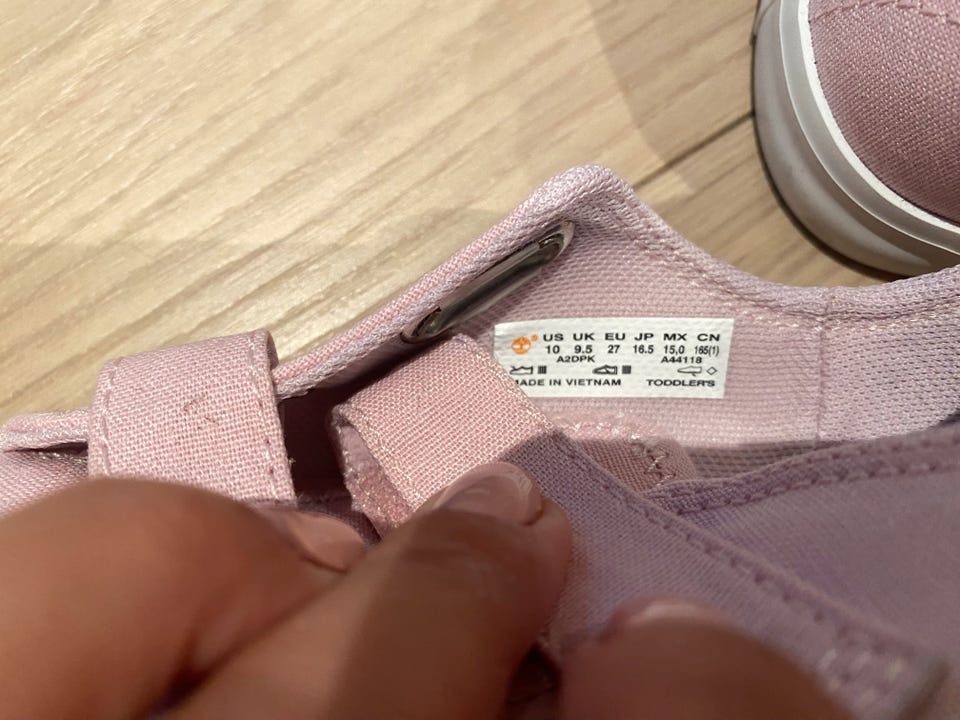 US UK EU JP MX CN
10 9.5 27 16.5 15,0 165(1)
A2DPK A44118
MADE IN VIETNAM TODDLER'S